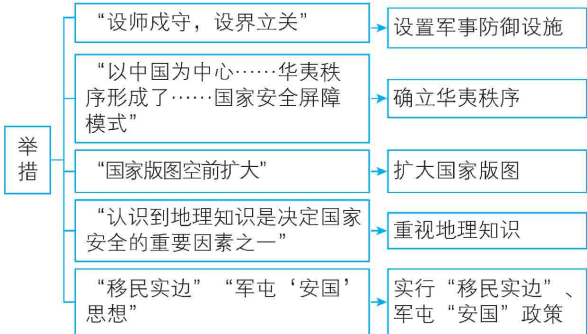 举
措
“设师戍守，设界立关”
设置军事防御设施
“以中国为中心……华夷秩
序形成了……国家安全屏障
模式”
确立华夷秩序
“国家版图空前扩大”
扩大国家版图
“认识到地理知识是决定国家
安全的重要因素之一”
重视地理知识
“移民实边” “军屯‘安国’
思想”
实行“移民实边”、
军屯“安国”政策